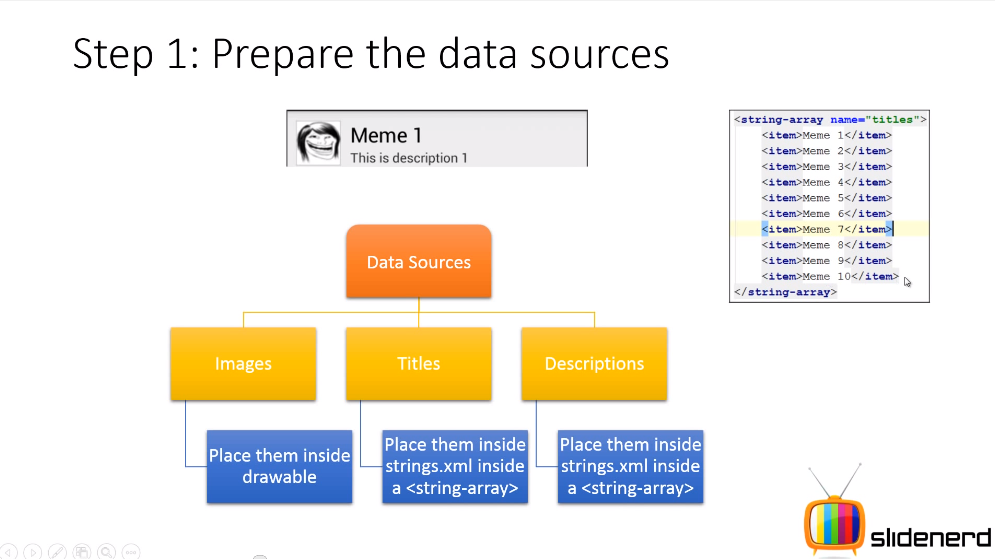 Step 1: Prepare the data sources
Meme 1
This is description 1
<string-array name="titles">
<item>Meme 1</item>
<item>Meme 2</item>
<item>Meme 3</item>
<item>Meme 4</item>
<item>Meme 5</item>
<item>Meme 6</item>
<item>Meme 7</item>
<item>Meme 8</item>
<item>Meme 9</item>
<item>Meme 10</item>
</string-array>
Data Sources
Images
Titles
Descriptions
Place them inside
drawable
Place them inside
strings.xml inside
a <string-array>
Place them inside
strings.xml inside
a <string-array>
slidenerd